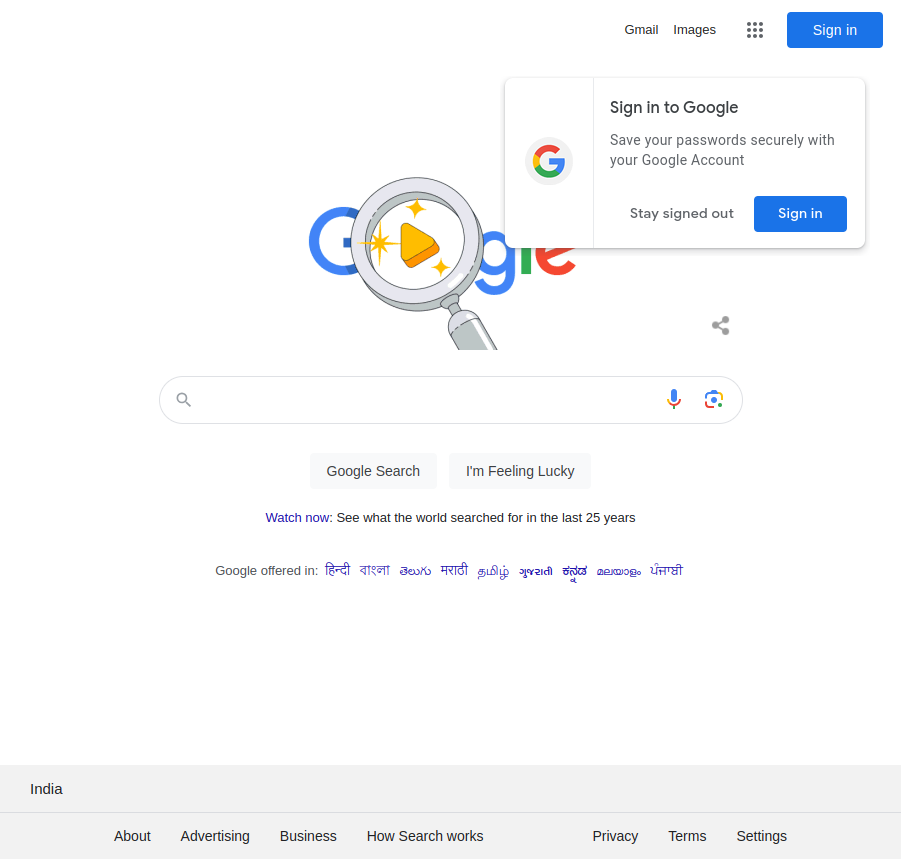 Gmail Images Sign in
Sign in to Google
Save your passwords securely with
your Google Account
Stay signed out Sign in
Google Search I'm Feeling Lucky
Watch now: See what the world searched for in the last 25 years
Google offered in: हिन्दी বাংলা తెలుగు मराठी தமிழ் ગુજરાતી ಕನ್ನಡ മലയാളം ਪੰਜਾਬੀ
India
About Advertising Business How Search works Privacy Terms Settings